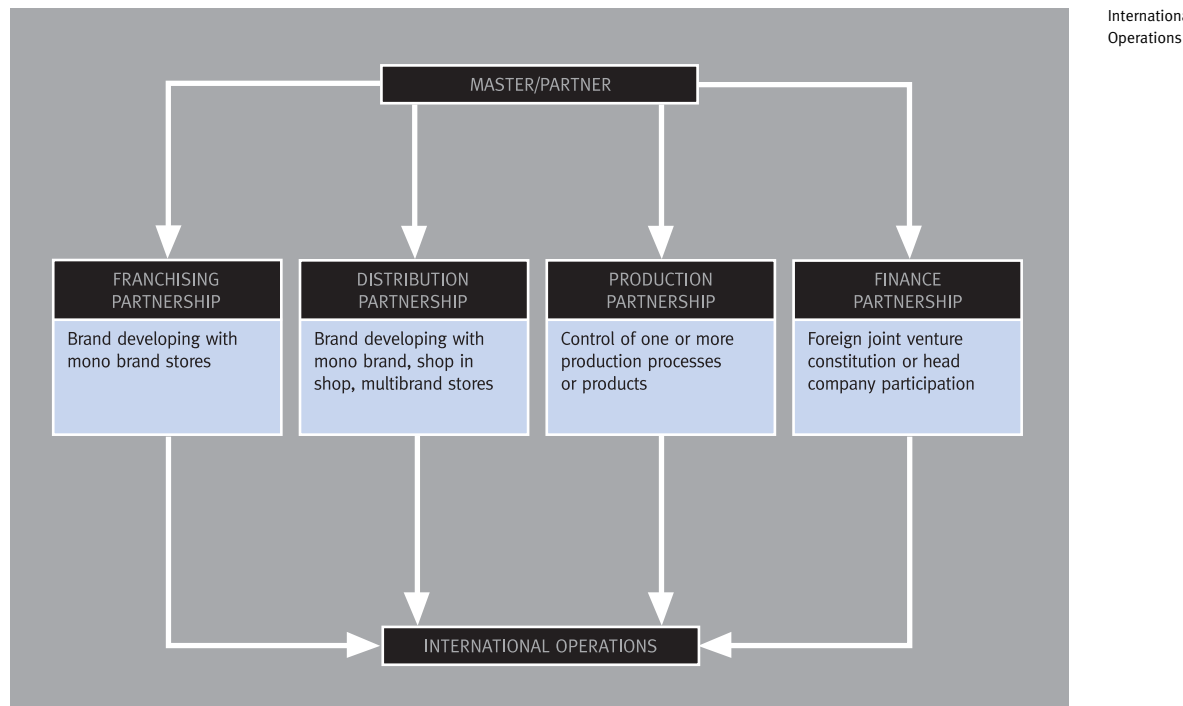 Internationa
Operations
MASTER/PARTNER
FRANCHISING
PARTNERSHIP
Brand developing with
mono brand stores
DISTRIBUTION
PARTNERSHIP
Brand developing with
mono brand, shop in
shop, multibrand stores
PRODUCTION
PARTNERSHIP
Control of one or more
production processes
or products
FINANCE
PARTNERSHIP
Foreign joint venture
constitution or head
company participation
INTERNATIONAL OPERATIONS